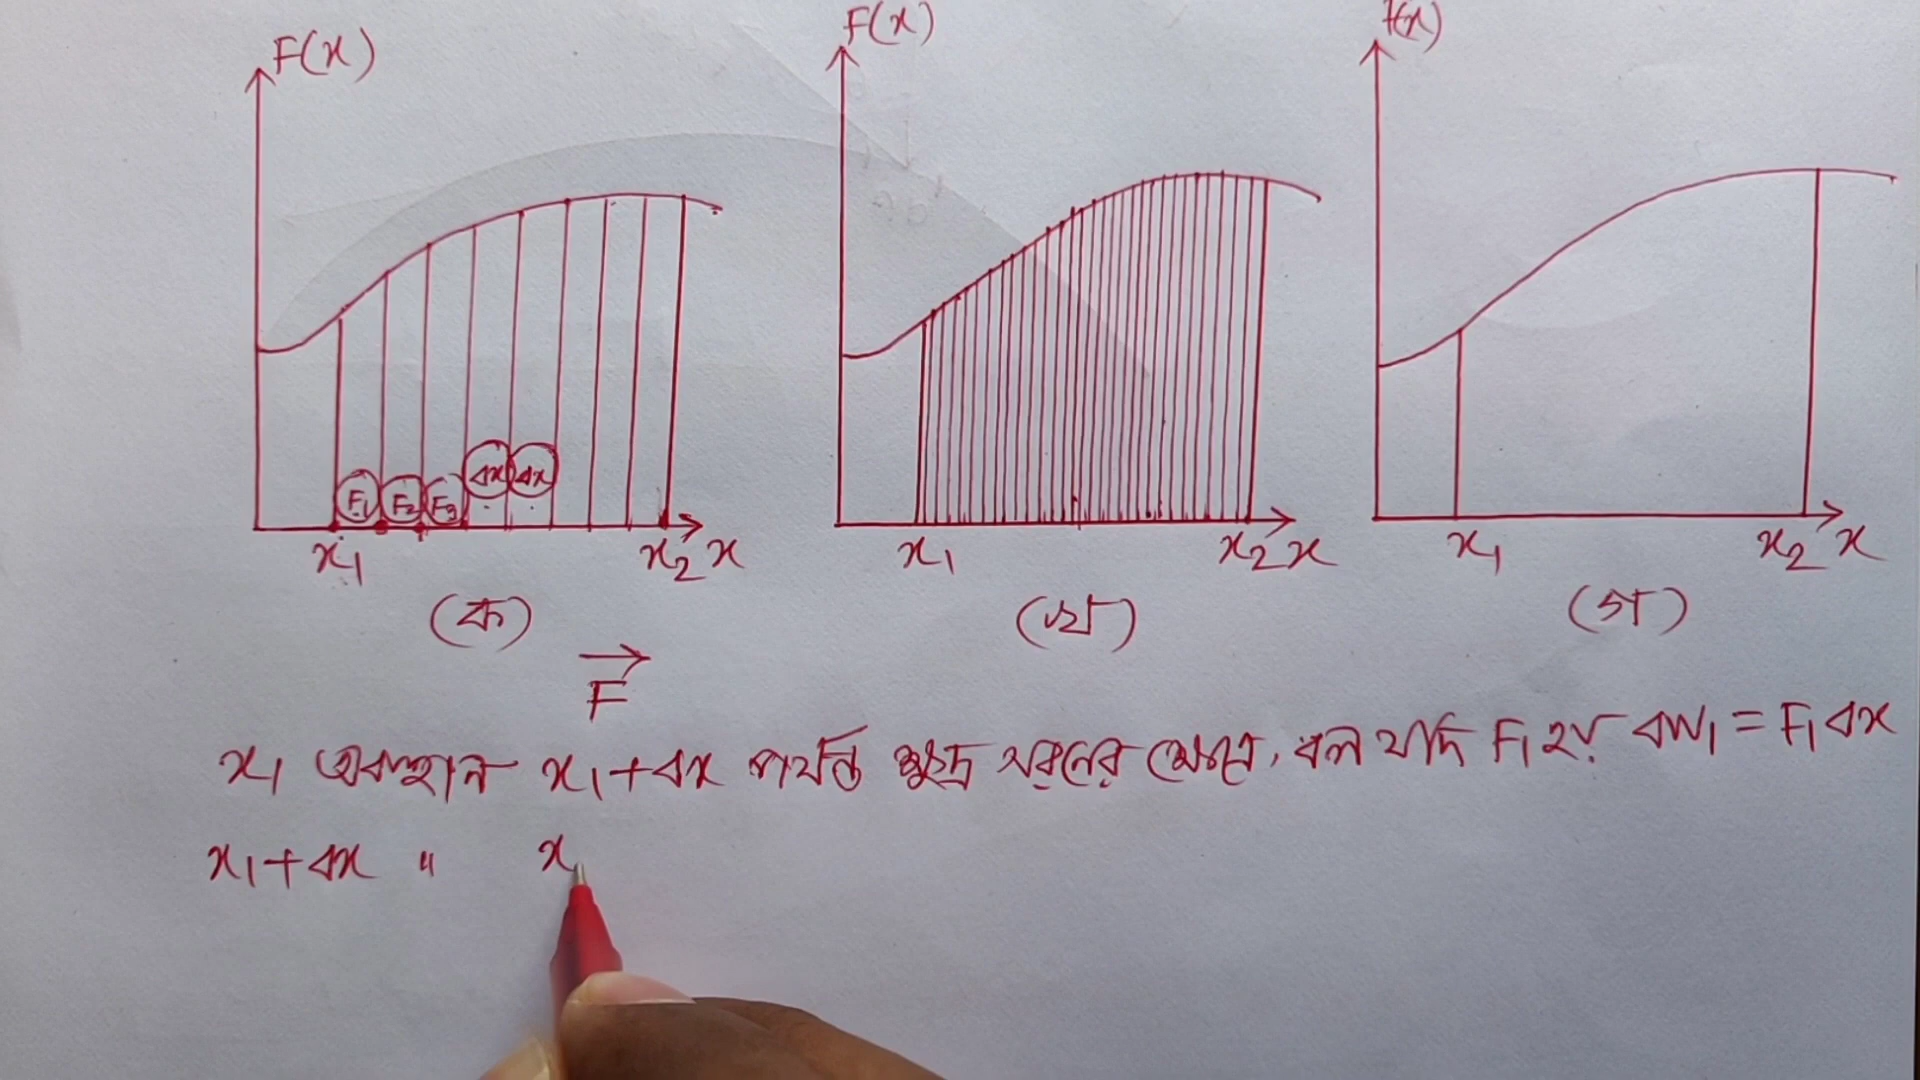 F(x) F(x) F(x)
F₁ F₂ F₃ Δx Δx
x₁ x₂ x x₁ x₂ x x₁ x₂ x
(ক) (খ) (গ)
F⃗
x₁ অবস্থান x₁+Δx পর্যন্ত ক্ষুদ্র সরনের ক্ষেত্রে, বল যদি F₁ হয় ΔW₁ = F₁Δx
x₁+Δx " x